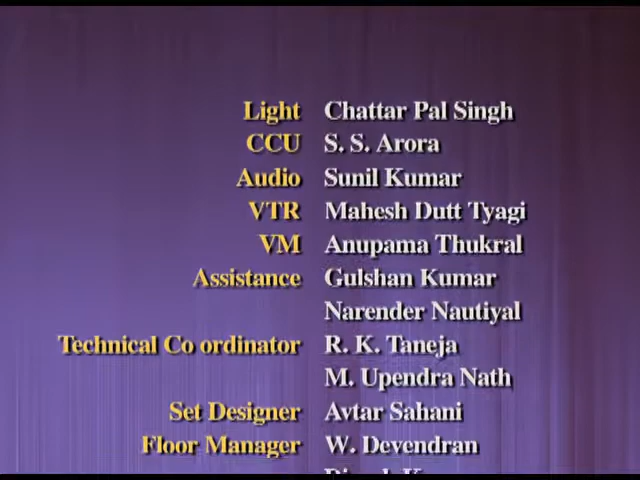 Light Chattar Pal Singh
CCU S. S. Arora
Audio Sunil Kumar
VTR Mahesh Dutt Tyagi
VM Anupama Thukral
Assistance Gulshan Kumar
Narender Nautiyal
Technical Co ordinator R. K. Taneja
M. Upendra Nath
Set Designer Avtar Sahani
Floor Manager W. Devendran